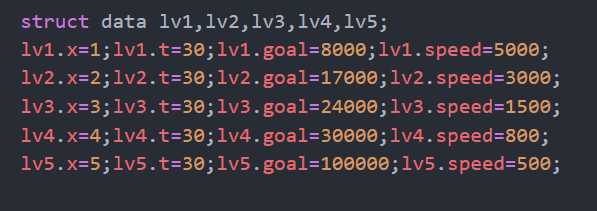 struct data lv1,lv2,lv3,lv4,lv5;
lv1.x=1;lv1.t=30;lv1.goal=8000;lv1.speed=5000;
lv2.x=2;lv2.t=30;lv2.goal=17000;lv2.speed=3000;
lv3.x=3;lv3.t=30;lv3.goal=24000;lv3.speed=1500;
lv4.x=4;lv4.t=30;lv4.goal=30000;lv4.speed=800;
lv5.x=5;lv5.t=30;lv5.goal=100000;lv5.speed=500;